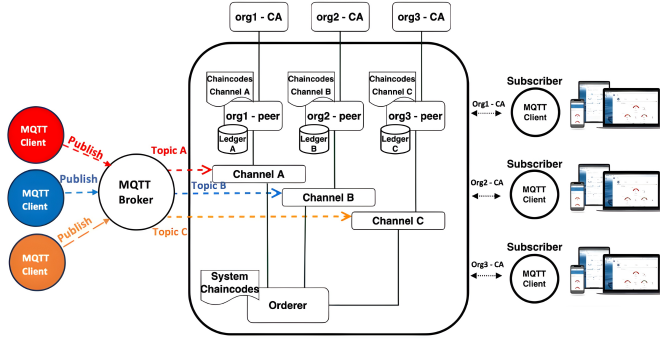 org1 - CA
org2 - CA
org3 - CA
Chaincodes
Channel A
Chaincodes
Channel B
Chaincodes
Channel C
org1 - peer
org2 - peer
org3 - peer
Ledger
A
Ledger
B
Ledger
C
MQTT
Client
Publish
MQTT
Client
Publish
MQTT
Client
Publish
MQTT
Broker
Topic A
Topic B
Topic C
Channel A
Channel B
Channel C
System
Chaincodes
Orderer
Org1 - CA
Subscriber
MQTT
Client
Org2 - CA
Subscriber
MQTT
Client
Org3 - CA
Subscriber
MQTT
Client